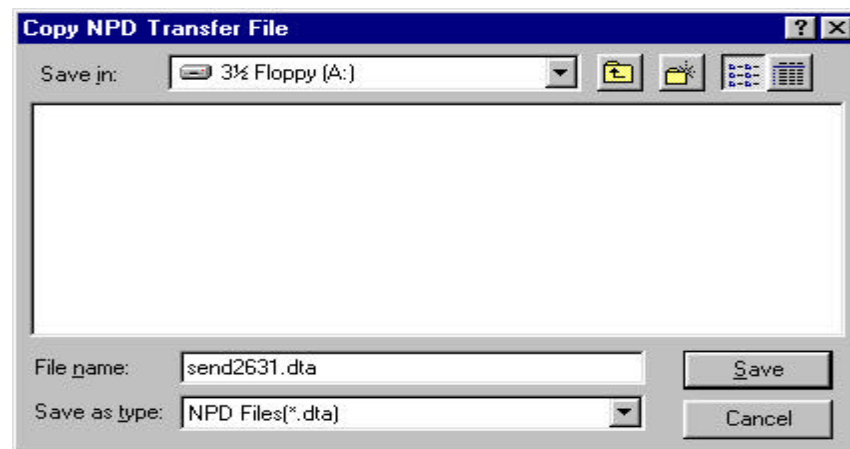 Copy NPD Transfer File
Save in: 3½ Floppy (A:)
File name: send2631.dta Save
Save as type: NPD Files(*.dta) Cancel